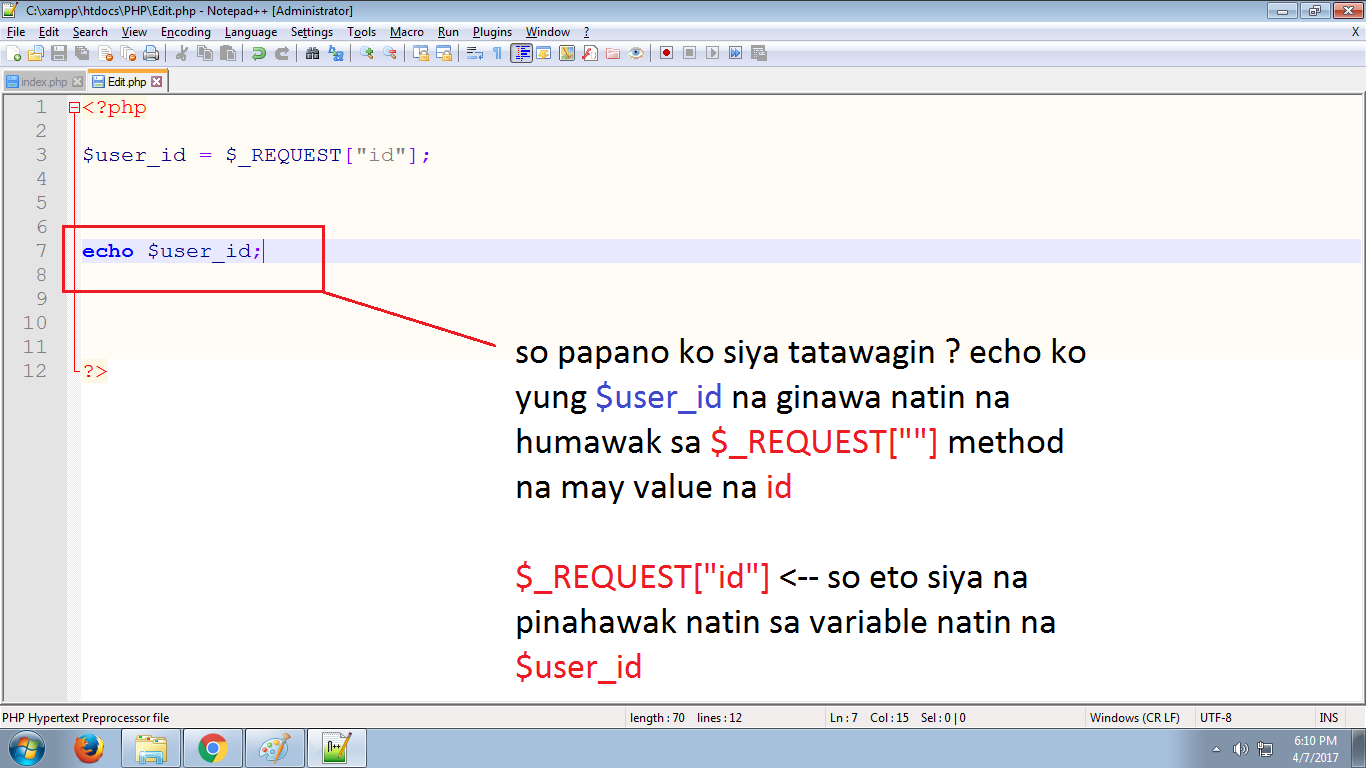 C:\xampp\htdocs\PHP\Edit.php - Notepad++ [Administrator]
File Edit Search View Encoding Language Settings Tools Macro Run Plugins Window ? X
index.php Edit.php
1 <?php
2
3 $user_id = $_REQUEST["id"];
4
5
6
7 echo $user_id;
8
9
10
11
12 ?>
so papano ko siya tatawagin ? echo ko
yung $user_id na ginawa natin na
humawak sa $_REQUEST[""] method
na may value na id
$_REQUEST["id"] <-- so eto siya na
pinahawak natin sa variable natin na
$user_id
PHP Hypertext Preprocessor file length : 70 lines : 12 Ln : 7 Col : 15 Sel : 0 | 0 Windows (CR LF) UTF-8 INS
6:10 PM
4/7/2017